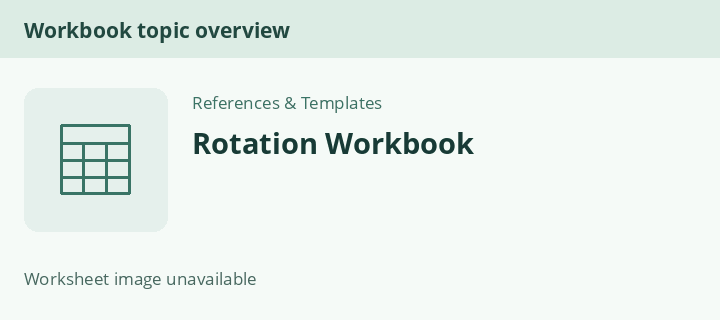 Workbook topic overview
References & Templates
Rotation Workbook
Worksheet image unavailable